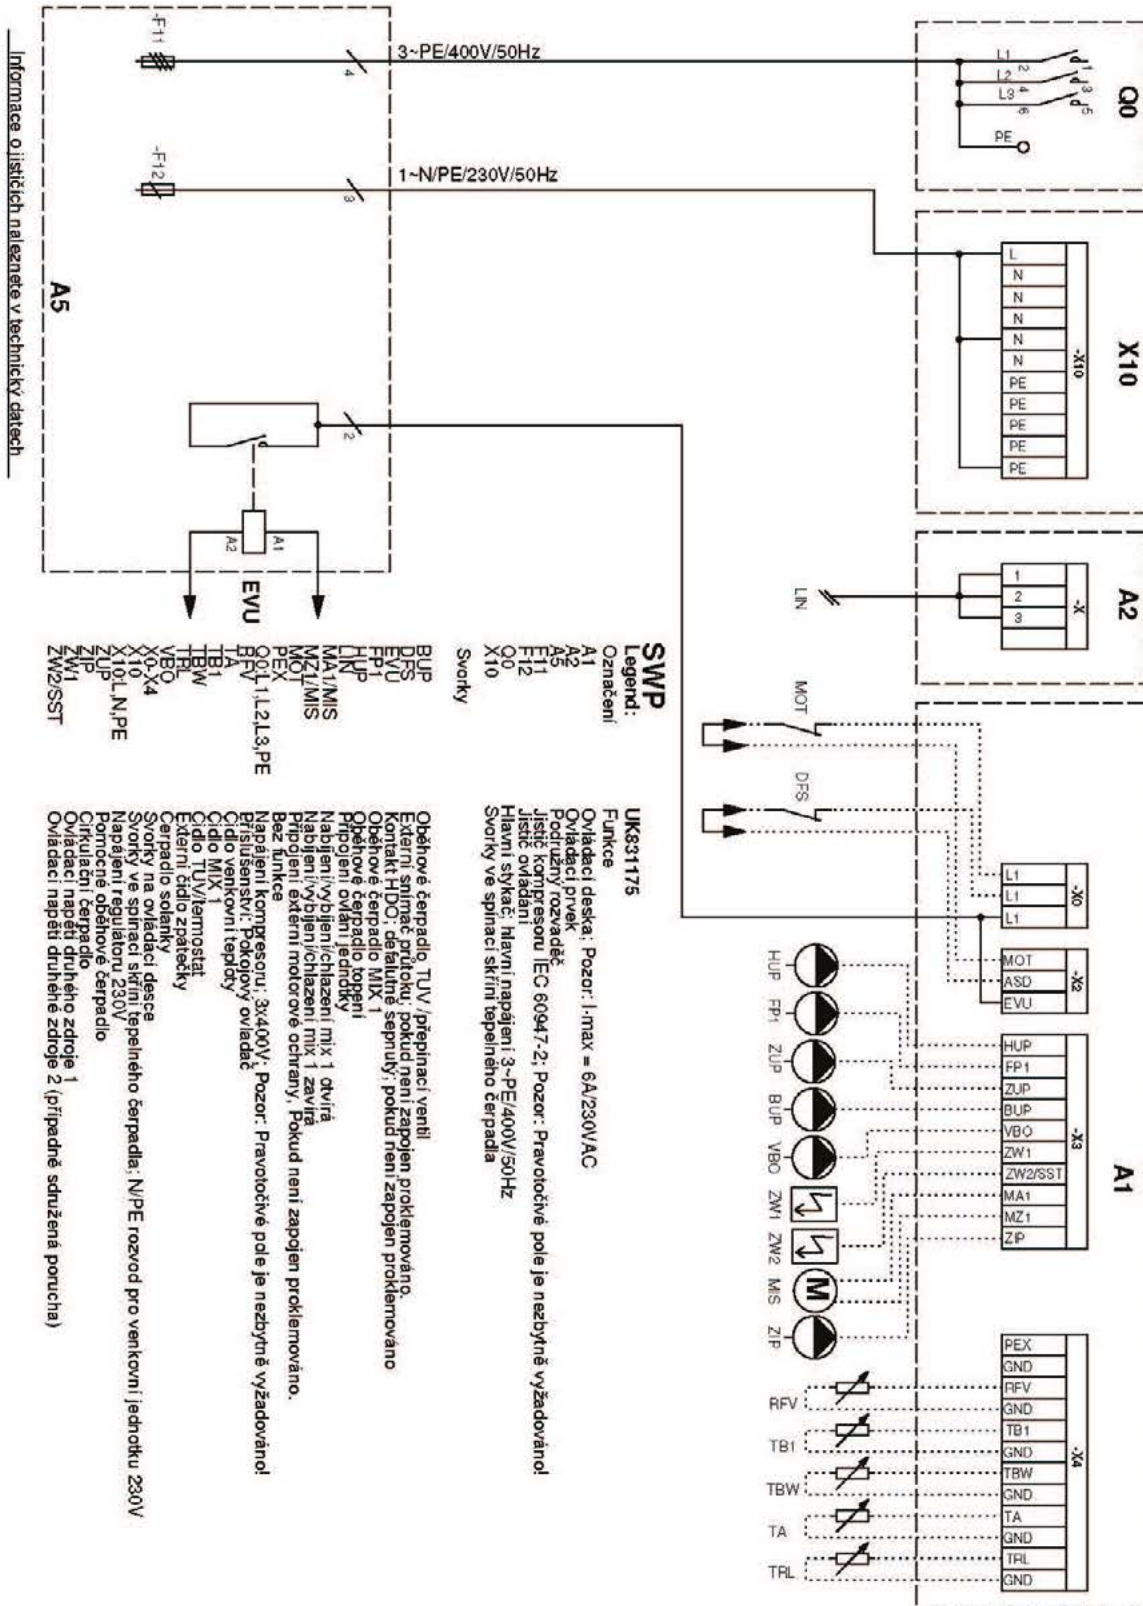 Q0
L1
L2
L3
PE
1
2
3
4
5
6
-F11
4
3~PE/400V/50Hz
-F12
3
1~N/PE/230V/50Hz
X10
-X10
L
N
N
N
N
N
PE
PE
PE
PE
PE
A5
2
A1
A2
EVU
Informace o jističích naleznete v technický datech
A2
-X
1
2
3
LIN
A1
MOT
DFS
-X0
L1
L1
L1
-X2
MOT
ASD
EVU
-X3
HUP
FP1
ZUP
BUP
VBO
ZW1
ZW2/SST
MA1
MZ1
ZIP
HUP
FP1
ZUP
BUP
VBO
ZW1
ZW2
MIS
M
ZIP
-X4
PEX
GND
RFV
GND
TB1
GND
TBW
GND
TA
GND
TRL
GND
RFV
TB1
TBW
TA
TRL
SWP UK831175
Legend:
Označení Funkce
A1 Ovládací deska; Pozor: I-max = 6A/230VAC
A2 Ovládací prvek
A5 Podružný rozvaděč
F11 Jistič kompresoru IEC 60947-2; Pozor: Pravotočivé pole je nezbytně vyžadováno!
F12 Jistič ovládání
Q0 Hlavní stykač; hlavní napájení 3~PE/400V/50Hz
X10 Svorky ve spínací skříni tepelného čerpadla
Svorky
BUP Oběhové čerpadlo TUV /přepínací ventil
DFS Externí snímač průtoku; pokud není zapojen proklemováno.
EVU Kontakt HDO; defalutně sepnutý; pokud není zapojen proklemováno
FP1 Oběhové čerpadlo MIX 1
HUP Oběhové čerpadlo topení
LIN Připojení ovlání jednotky
MA1/MIS Nabíjení/vybíjení/chlazení mix 1 otvírá
MZ1/MIS Nabíjení/vybíjení/chlazení mix 1 zavírá
MOT Připojení externí motorové ochrany, Pokud není zapojen proklemováno.
PEX Bez funkce
Q0:L1,L2,L3,PE Napájení kompresoru; 3x400V; Pozor: Pravotočivé pole je nezbytně vyžadováno!
RFV Příslušenství: Pokojový ovladač
TA Čidlo venkovní teploty
TB1 Čidlo MIX 1
TBW Čidlo TUV/termostat
TRL Externí čidlo zpátečky
VBO Čerpadlo solanky
X0-X4 Svorky na ovládací desce
X10 Svorky ve spínací skříni tepelného čerpadla; N/PE rozvod pro venkovní jednotku 230V
X10:L,N,PE Napájení regulátoru 230V
ZUP Pomocné oběhové čerpadlo
ZIP Cirkulační čerpadlo
ZW1 Ovládací napětí druhého zdroje 1
ZW2/SST Ovládací napětí druhéhé zdroje 2 (případně sdružená porucha)